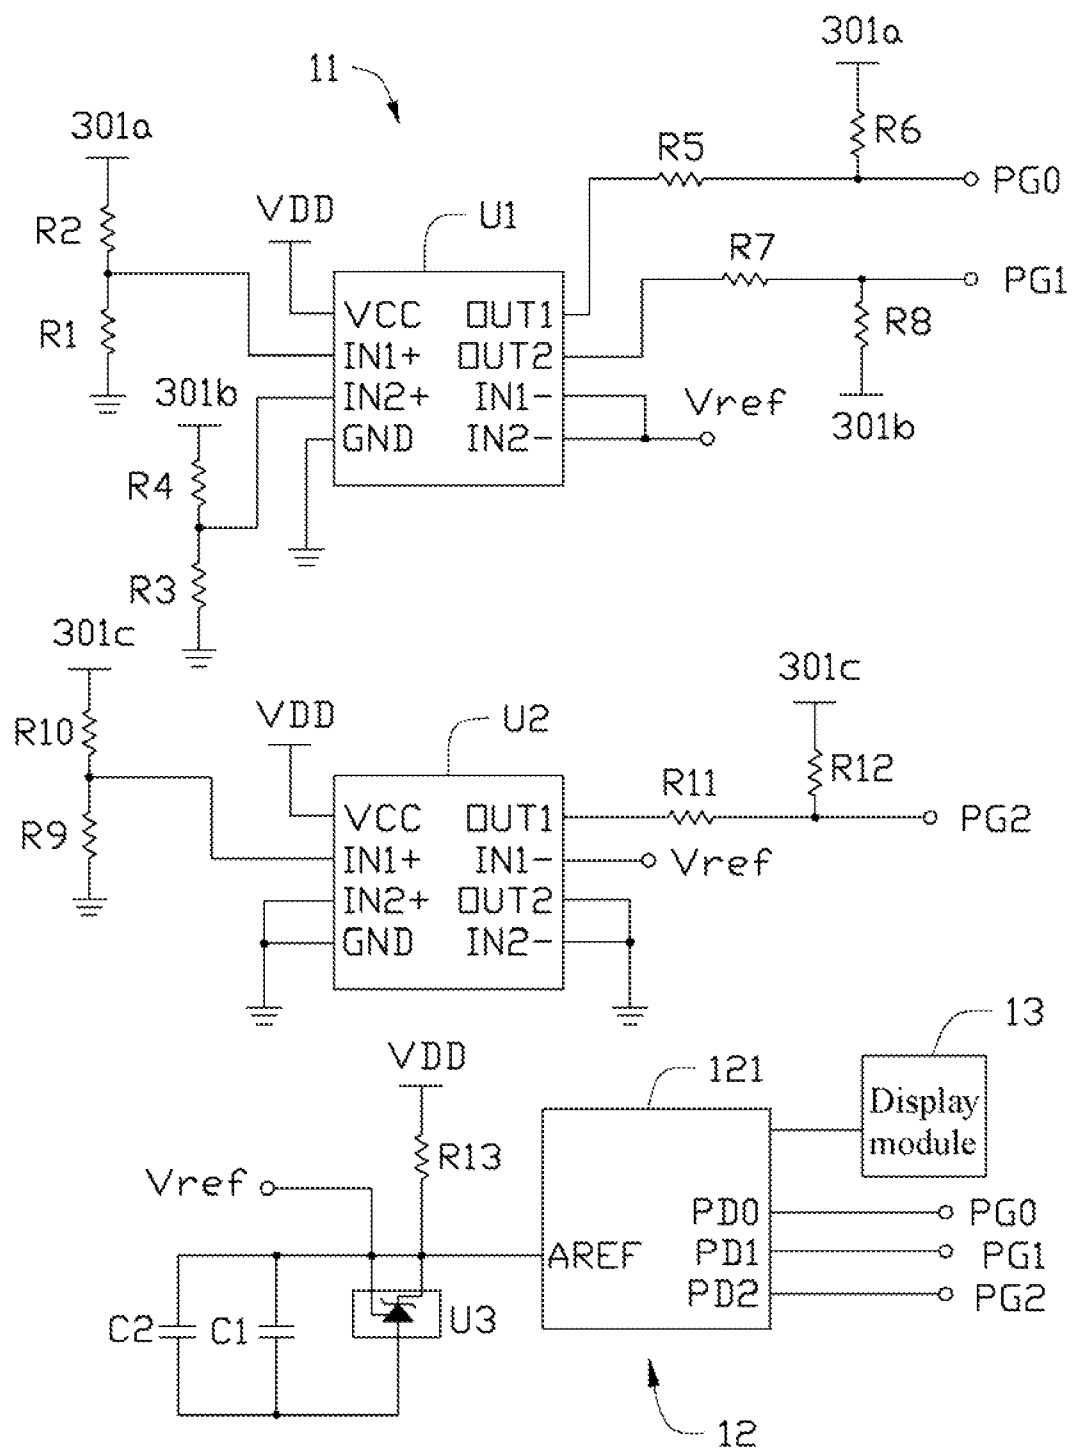 301a
11
301a
R6
R5
PG0
VDD
U1
R2
R7
PG1
VCC
OUT1
R1
R8
IN1+
OUT2
301b
IN2+
IN1-
Vref
301b
GND
IN2-
R4
R3
301c
301c
R10
VDD
U2
R11
R12
VCC
OUT1
PG2
R9
IN1+
IN1-
Vref
IN2+
OUT2
GND
IN2-
13
VDD
121
Display
module
R13
Vref
PD0
PG0
AREF
PD1
PG1
PD2
PG2
C2
C1
U3
12